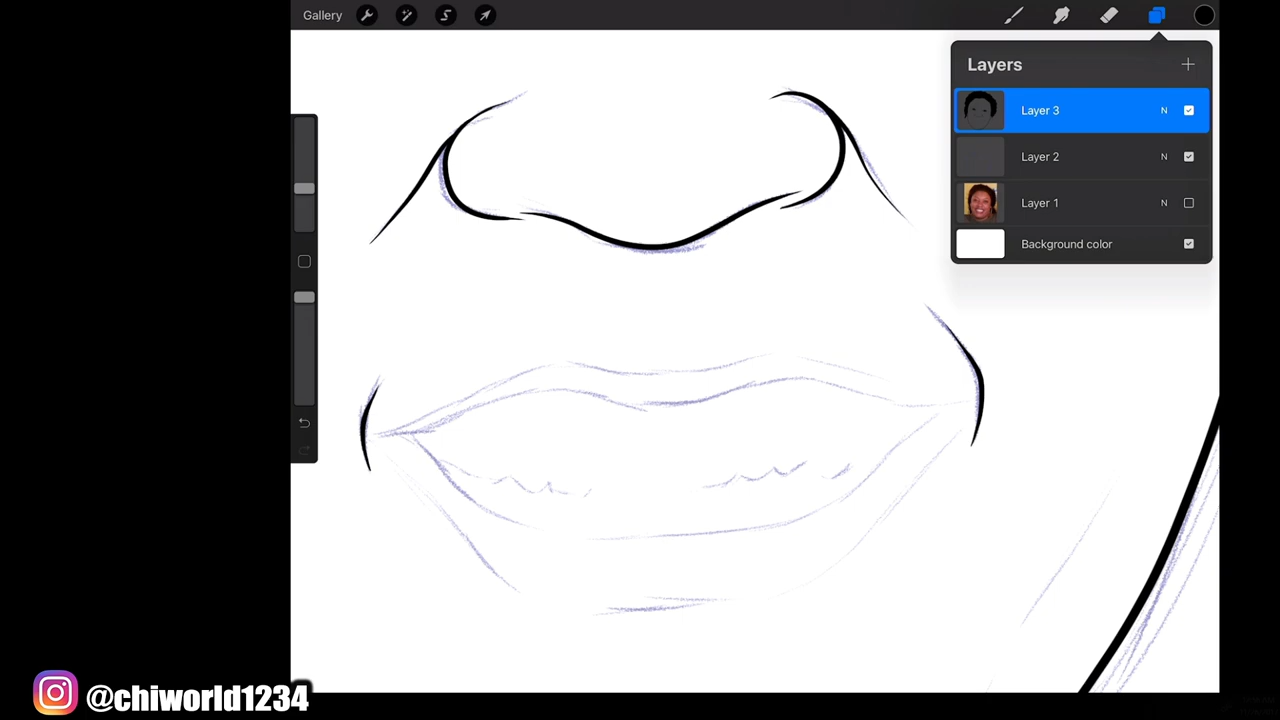 Gallery
Layers
Layer 3 N
Layer 2 N
Layer 1 N
Background color
@chiworld1234